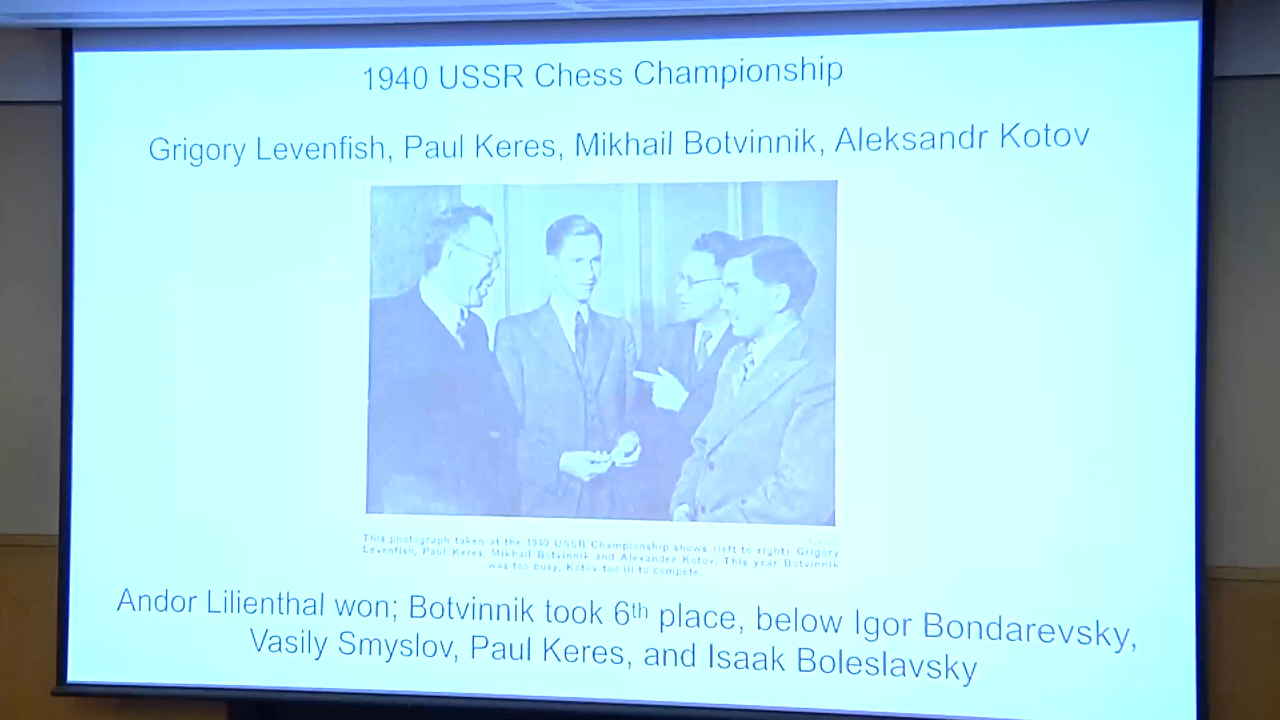 1940 USSR Chess Championship
Grigory Levenfish, Paul Keres, Mikhail Botvinnik, Aleksandr Kotov
This photograph taken at the 1940 USSR Championship shows (left to right) Grigory
Levenfish, Paul Keres, Mikhail Botvinnik and Alexander Kotov. This year Botvinnik
was too busy, Kotov too ill to compete.
Andor Lilienthal won; Botvinnik took 6th place, below Igor Bondarevsky,
Vasily Smyslov, Paul Keres, and Isaak Boleslavsky